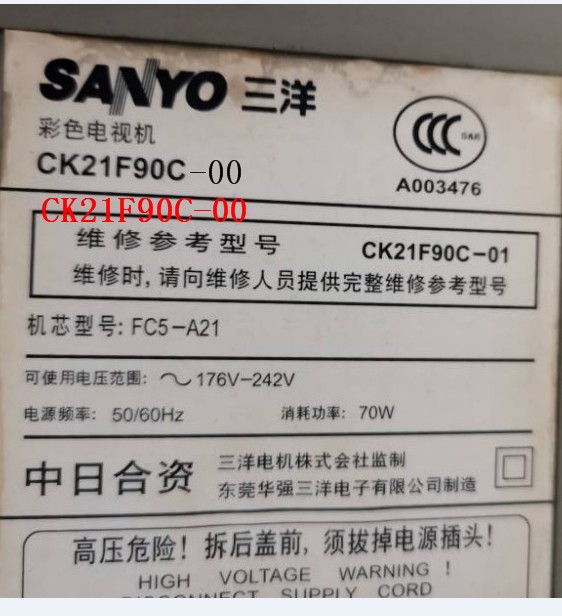 SANYO 三洋
彩色电视机
CK21F90C-00
CK21F90C-00
维修参考型号 CK21F90C-01
维修时,请向维修人员提供完整维修参考型号
机芯型号: FC5-A21
可使用电压范围: ～176V-242V
电源频率: 50/60Hz 消耗功率: 70W
中日合资
三洋电机株式会社监制
东莞华强三洋电子有限公司制造
CCC S&E
A003476
高压危险! 拆后盖前, 须拔掉电源插头!
HIGH VOLTAGE WARNING !
DISCONNECT SUPPLY CORD